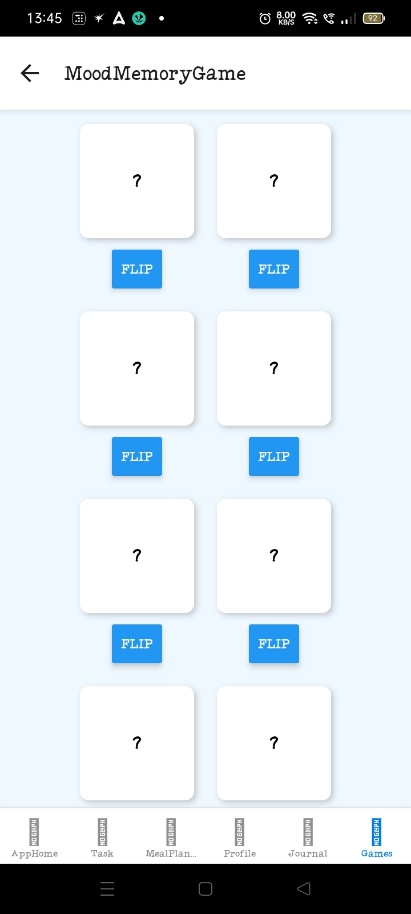 13:45 8.00 KB/S 92
MoodMemoryGame
? ?
FLIP FLIP
? ?
FLIP FLIP
? ?
FLIP FLIP
? ?
AppHome Task MealPlan... Profile Journal Games